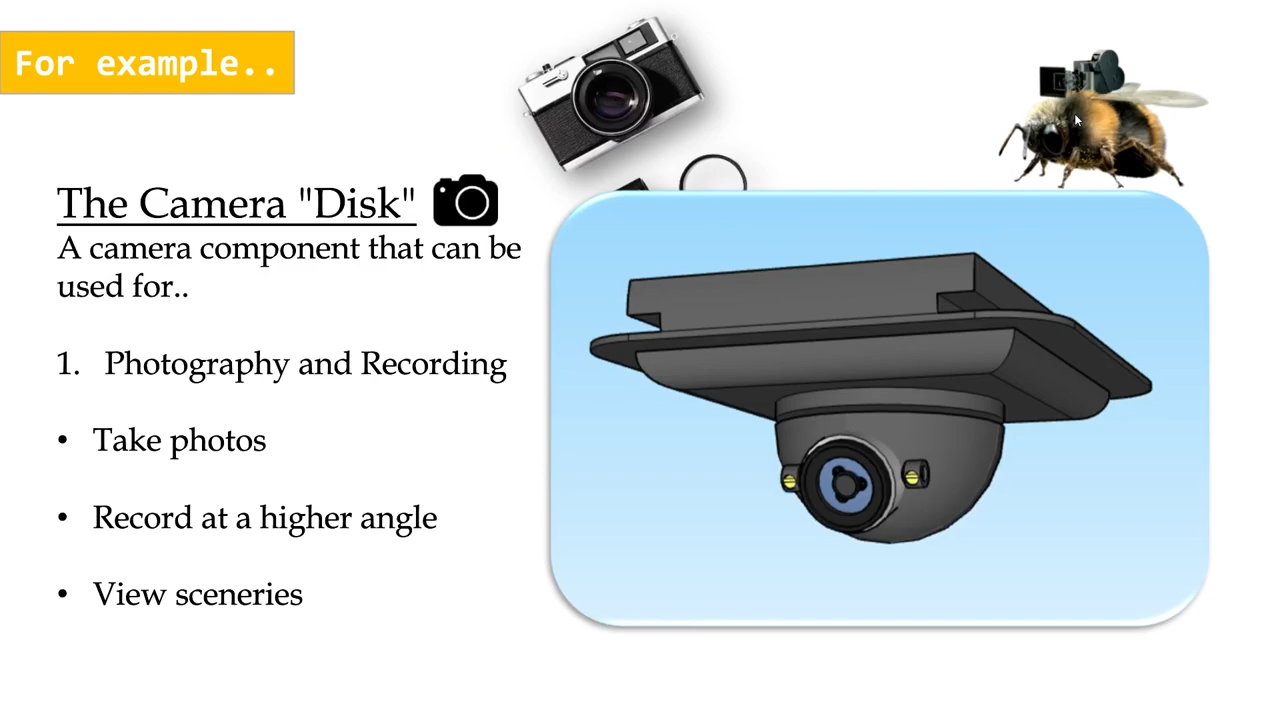 For example..
The Camera "Disk"
A camera component that can be
used for..
1. Photography and Recording
• Take photos
• Record at a higher angle
• View sceneries